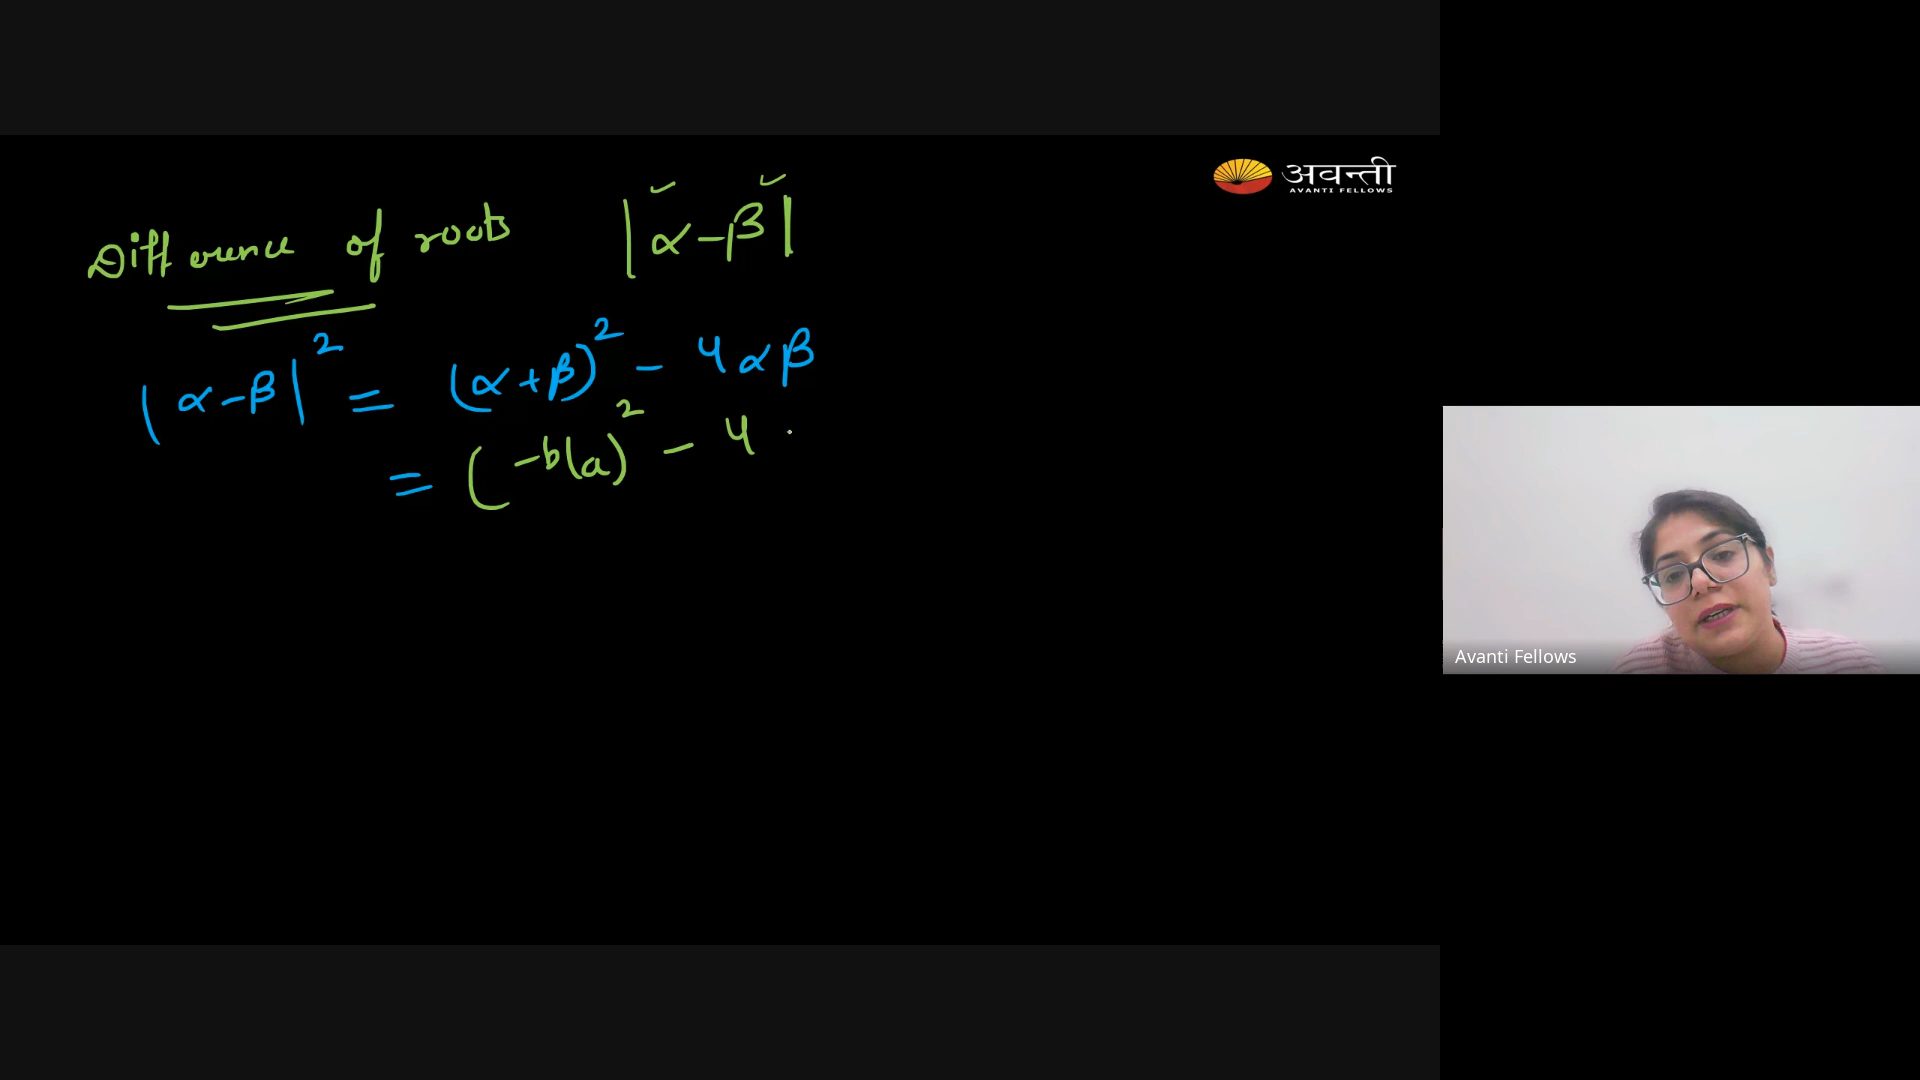 Difference of roots |α-β|
अवन्ती
AVANTI FELLOWS
|α-β|² = (α+β)² - 4αβ
= (-b/a)² - 4 .
Avanti Fellows